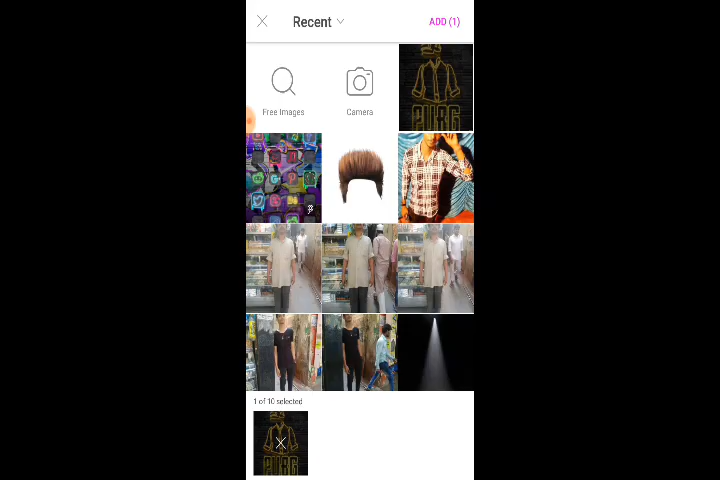 Recent
ADD (1)
Free Images
Camera
PUBG
1 of 10 selected
PUBG